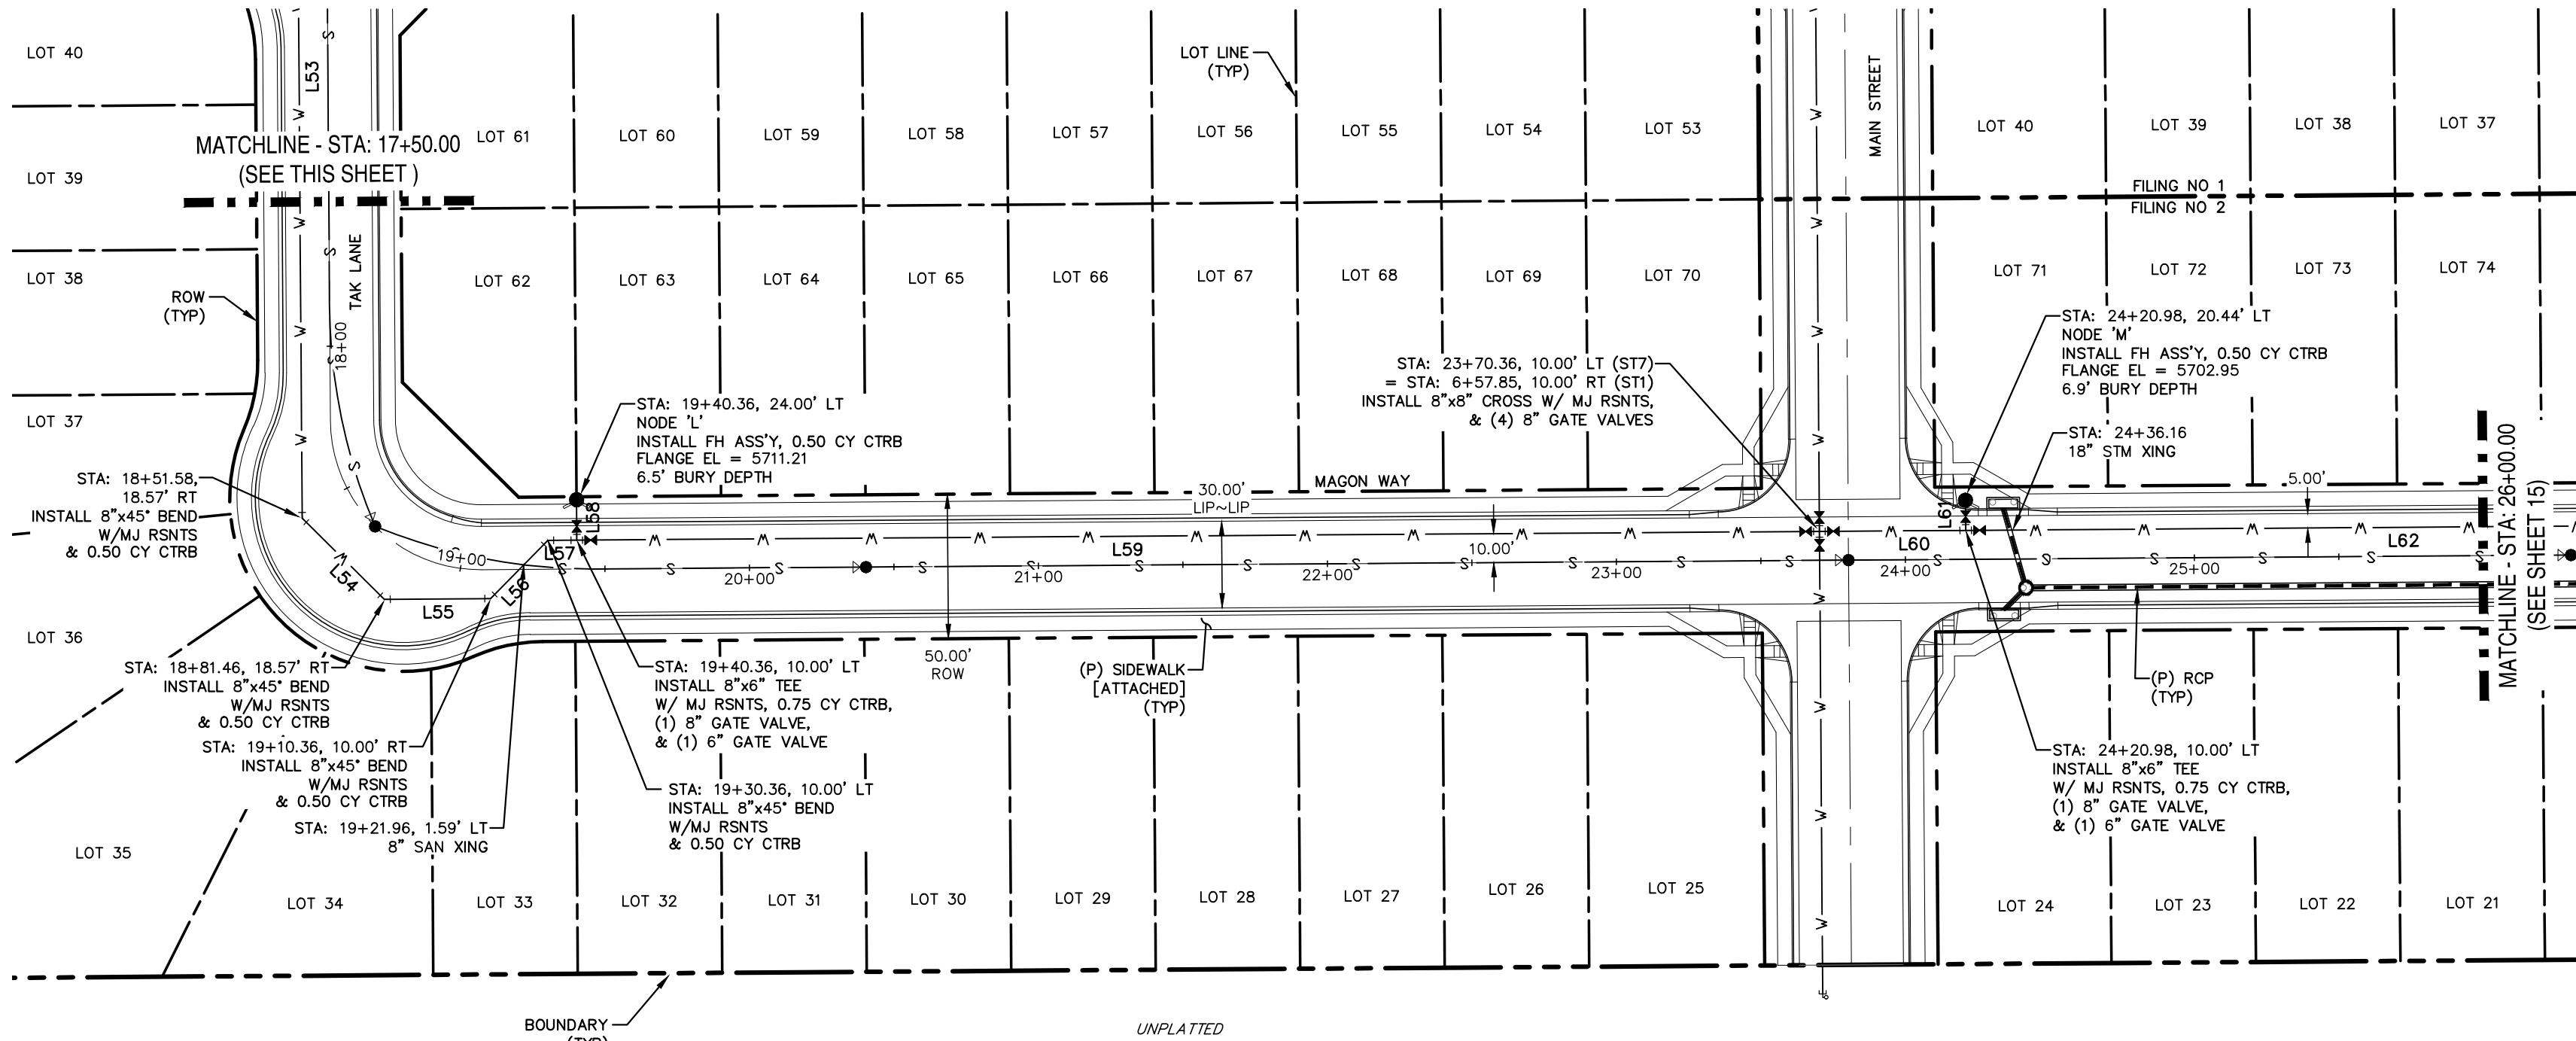 LOT 40
L53
S
LOT LINE
(TYP)
MAIN STREET
MATCHLINE - STA: 17+50.00
(SEE THIS SHEET )
LOT 61
LOT 60
LOT 59
LOT 58
LOT 57
LOT 56
LOT 55
LOT 54
LOT 53
LOT 40
LOT 39
LOT 38
LOT 37
LOT 39
FILING NO 1
FILING NO 2
TAK LANE
LOT 38
LOT 62
LOT 63
LOT 64
LOT 65
LOT 66
LOT 67
LOT 68
LOT 69
LOT 70
LOT 71
LOT 72
LOT 73
LOT 74
ROW
(TYP)
18+00
STA: 24+20.98, 20.44' LT
NODE 'M'
INSTALL FH ASS'Y, 0.50 CY CTRB
FLANGE EL = 5702.95
6.9' BURY DEPTH
STA: 23+70.36, 10.00' LT (ST7)
= STA: 6+57.85, 10.00' RT (ST1)
INSTALL 8"x8" CROSS W/ MJ RSNTS,
& (4) 8" GATE VALVES
STA: 19+40.36, 24.00' LT
NODE 'L'
INSTALL FH ASS'Y, 0.50 CY CTRB
FLANGE EL = 5711.21
6.5' BURY DEPTH
LOT 37
STA: 24+36.16
18" STM XING
MATCHLINE - STA: 26+00.00
(SEE SHEET 15)
STA: 18+51.58,
18.57' RT
INSTALL 8"x45° BEND
W/MJ RSNTS
& 0.50 CY CTRB
MAGON WAY
30.00'
LIP~LIP
5.00'
L58
L61
L57
L59
10.00'
L60
L62
19+00
20+00
21+00
22+00
23+00
24+00
25+00
L54
L55
L56
LOT 36
STA: 18+81.46, 18.57' RT
INSTALL 8"x45° BEND
W/MJ RSNTS
& 0.50 CY CTRB
STA: 19+40.36, 10.00' LT
INSTALL 8"x6" TEE
W/ MJ RSNTS, 0.75 CY CTRB,
(1) 8" GATE VALVE,
& (1) 6" GATE VALVE
50.00'
ROW
(P) SIDEWALK
[ATTACHED]
(TYP)
(P) RCP
(TYP)
STA: 19+10.36, 10.00' RT
INSTALL 8"x45° BEND
W/MJ RSNTS
& 0.50 CY CTRB
STA: 24+20.98, 10.00' LT
INSTALL 8"x6" TEE
W/ MJ RSNTS, 0.75 CY CTRB,
(1) 8" GATE VALVE,
& (1) 6" GATE VALVE
STA: 19+30.36, 10.00' LT
INSTALL 8"x45° BEND
W/MJ RSNTS
& 0.50 CY CTRB
STA: 19+21.96, 1.59' LT
8" SAN XING
LOT 35
LOT 34
LOT 33
LOT 32
LOT 31
LOT 30
LOT 29
LOT 28
LOT 27
LOT 26
LOT 25
LOT 24
LOT 23
LOT 22
LOT 21
BOUNDARY
(TYP)
UNPLATTED